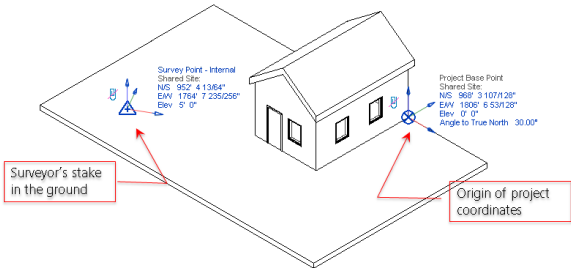 Survey Point - Internal
Shared Site:
N/S 952' 4 13/64"
E/W 1764' 7 235/256"
Elev 5' 0"
Project Base Point
Shared Site:
N/S 968' 3 107/128"
E/W 1806' 6 53/128"
Elev 0' 0"
Angle to True North 30.00°
Surveyor's stake
in the ground
Origin of project
coordinates